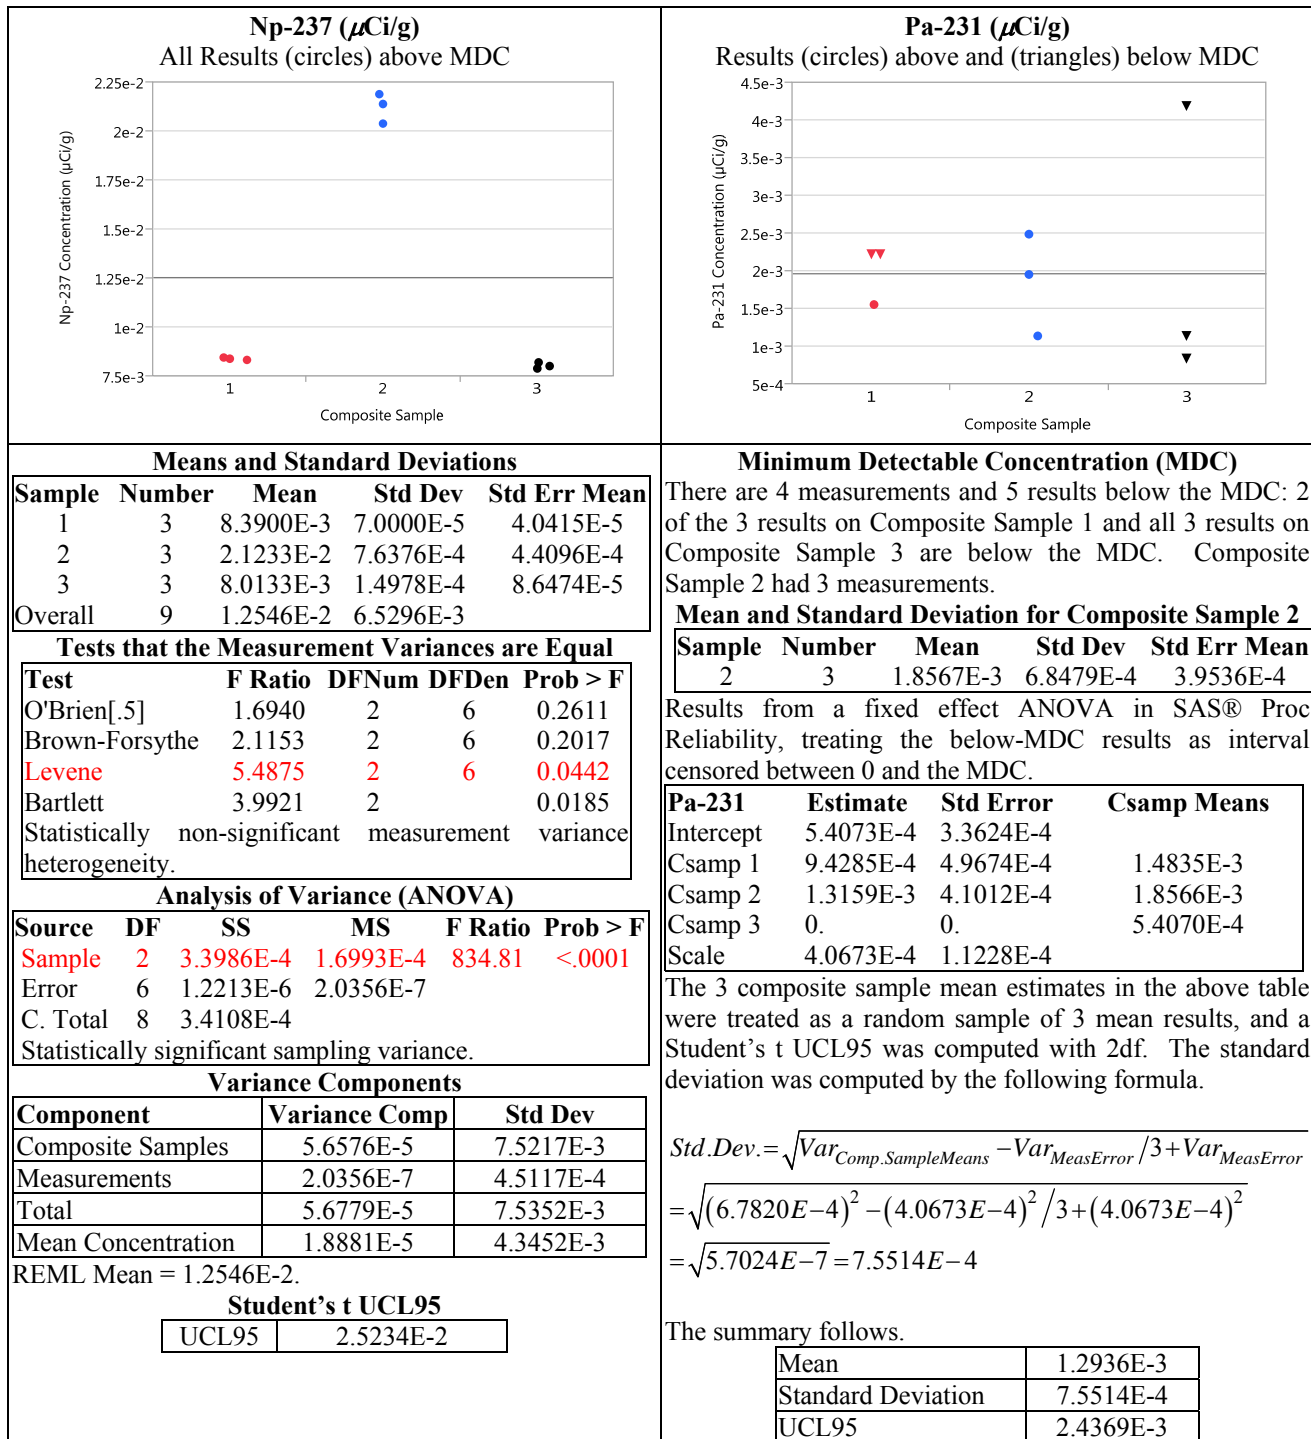 Np-237 (μCi/g)
All Results (circles) above MDC
2.25e-2
2e-2
1.75e-2
1.5e-2
1.25e-2
1e-2
7.5e-3
Np-237 Concentration (μCi/g)
1 2 3
Composite Sample
Pa-231 (μCi/g)
Results (circles) above and (triangles) below MDC
4.5e-3
4e-3
3.5e-3
3e-3
2.5e-3
2e-3
1.5e-3
1e-3
5e-4
Pa-231 Concentration (μCi/g)
1 2 3
Composite Sample
Means and Standard Deviations
Sample Number Mean Std Dev Std Err Mean
1 3 8.3900E-3 7.0000E-5 4.0415E-5
2 3 2.1233E-2 7.6376E-4 4.4096E-4
3 3 8.0133E-3 1.4978E-4 8.6474E-5
Overall 9 1.2546E-2 6.5296E-3
Tests that the Measurement Variances are Equal
Test F Ratio DFNum DFDen Prob > F
O'Brien[.5] 1.6940 2 6 0.2611
Brown-Forsythe 2.1153 2 6 0.2017
Levene 5.4875 2 6 0.0442
Bartlett 3.9921 2 0.0185
Statistically non-significant measurement variance
heterogeneity.
Analysis of Variance (ANOVA)
Source DF SS MS F Ratio Prob > F
Sample 2 3.3986E-4 1.6993E-4 834.81 <.0001
Error 6 1.2213E-6 2.0356E-7
C. Total 8 3.4108E-4
Statistically significant sampling variance.
Variance Components
Component Variance Comp Std Dev
Composite Samples 5.6576E-5 7.5217E-3
Measurements 2.0356E-7 4.5117E-4
Total 5.6779E-5 7.5352E-3
Mean Concentration 1.8881E-5 4.3452E-3
REML Mean = 1.2546E-2.
Student's t UCL95
UCL95 2.5234E-2
Minimum Detectable Concentration (MDC)
There are 4 measurements and 5 results below the MDC: 2
of the 3 results on Composite Sample 1 and all 3 results on
Composite Sample 3 are below the MDC. Composite
Sample 2 had 3 measurements.
Mean and Standard Deviation for Composite Sample 2
Sample Number Mean Std Dev Std Err Mean
2 3 1.8567E-3 6.8479E-4 3.9536E-4
Results from a fixed effect ANOVA in SAS® Proc
Reliability, treating the below-MDC results as interval
censored between 0 and the MDC.
Pa-231 Estimate Std Error Csamp Means
Intercept 5.4073E-4 3.3624E-4
Csamp 1 9.4285E-4 4.9674E-4 1.4835E-3
Csamp 2 1.3159E-3 4.1012E-4 1.8566E-3
Csamp 3 0. 0. 5.4070E-4
Scale 4.0673E-4 1.1228E-4
The 3 composite sample mean estimates in the above table
were treated as a random sample of 3 mean results, and a
Student's t UCL95 was computed with 2df. The standard
deviation was computed by the following formula.
Std.Dev.=√Var_Comp.SampleMeans −Var_MeasError/3+Var_MeasError
=√(6.7820E−4)²−(4.0673E−4)²/3+(4.0673E−4)²
=√5.7024E−7=7.5514E−4
The summary follows.
Mean 1.2936E-3
Standard Deviation 7.5514E-4
UCL95 2.4369E-3